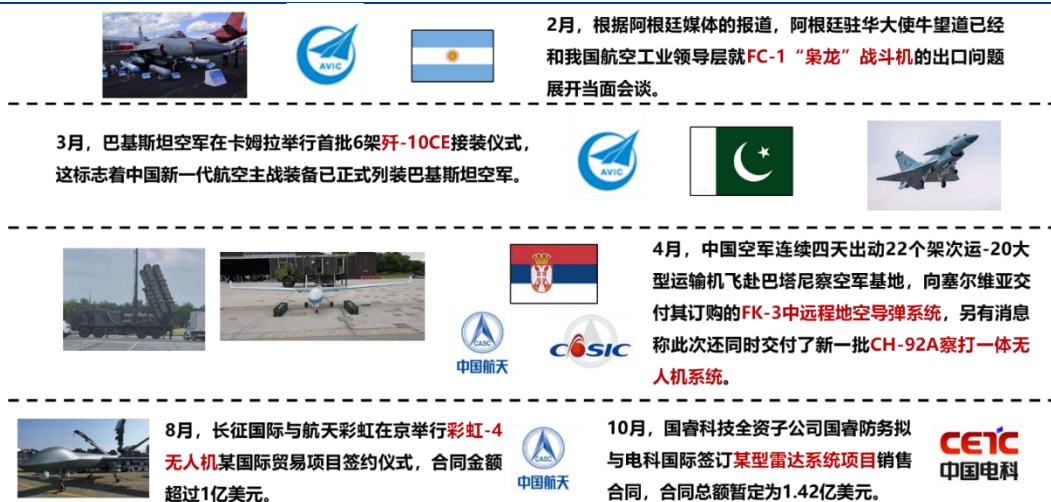 AVIC
2月，根据阿根廷媒体的报道，阿根廷驻华大使牛望道已经
和我国航空工业领导层就FC-1“枭龙”战斗机的出口问题
展开当面会谈。
3月，巴基斯坦空军在卡姆拉举行首批6架歼-10CE接装仪式，
这标志着中国新一代航空主战装备已正式列装巴基斯坦空军。
AVIC
CASC
中国航天
COSIC
4月，中国空军连续四天出动22个架次运-20大
型运输机飞赴巴塔尼察空军基地，向塞尔维亚交
付其订购的FK-3中远程地空导弹系统，另有消息
称此次还同时交付了新一批CH-92A察打一体无
人机系统。
8月，长征国际与航天彩虹在京举行彩虹-4
无人机某国际贸易项目签约仪式，合同金额
超过1亿美元。
CASC
中国航天
10月，国睿科技全资子公司国睿防务拟
与电科国际签订某型雷达系统项目销售
合同，合同总额暂定为1.42亿美元。
CETC
中国电科